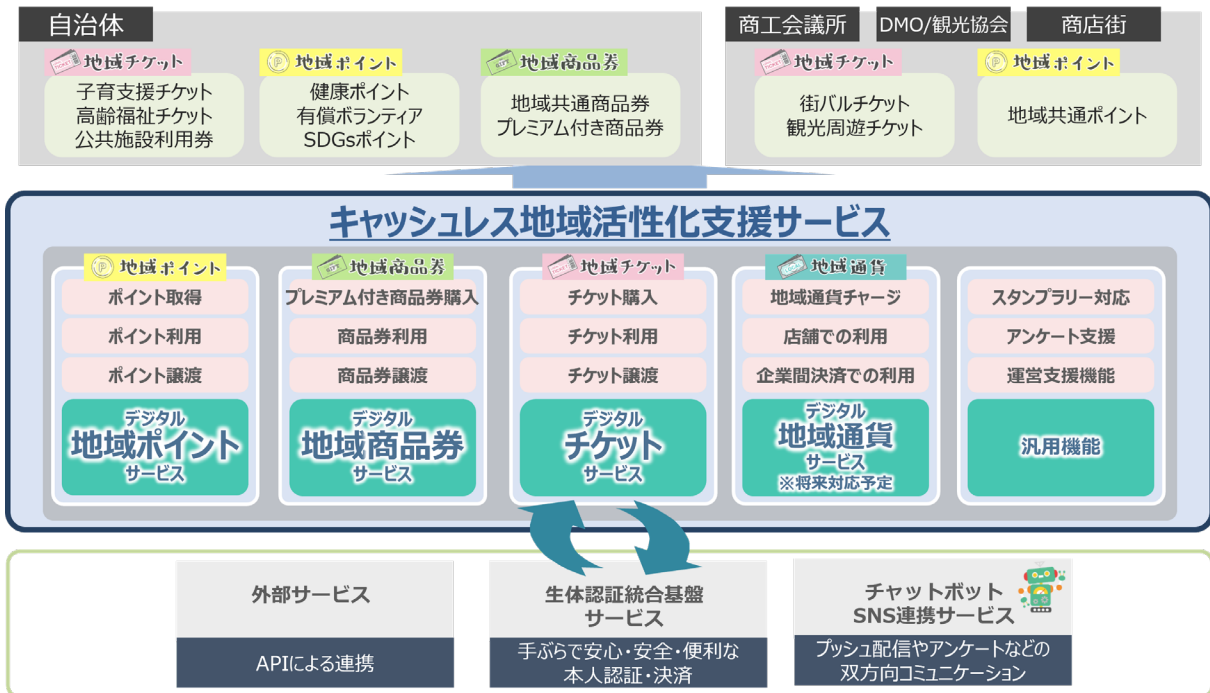 自治体
地域チケット
子育支援チケット
高齢福祉チケット
公共施設利用券
地域ポイント
健康ポイント
有償ボランティア
SDGsポイント
地域商品券
地域共通商品券
プレミアム付き商品券
商工会議所
DMO/観光協会
商店街
地域チケット
街バルチケット
観光周遊チケット
地域ポイント
地域共通ポイント
キャッシュレス地域活性化支援サービス
地域ポイント
ポイント取得
ポイント利用
ポイント譲渡
デジタル
地域ポイント
サービス
地域商品券
プレミアム付き商品券購入
商品券利用
商品券譲渡
デジタル
地域商品券
サービス
地域チケット
チケット購入
チケット利用
チケット譲渡
デジタル
チケット
サービス
地域通貨
地域通貨チャージ
店舗での利用
企業間決済での利用
デジタル
地域通貨
サービス
※将来対応予定
スタンプラリー対応
アンケート支援
運営支援機能
汎用機能
外部サービス
APIによる連携
生体認証統合基盤
サービス
手ぶらで安心・安全・便利な
本人認証・決済
チャットボット
SNS連携サービス
プッシュ配信やアンケートなどの
双方向コミュニケーション